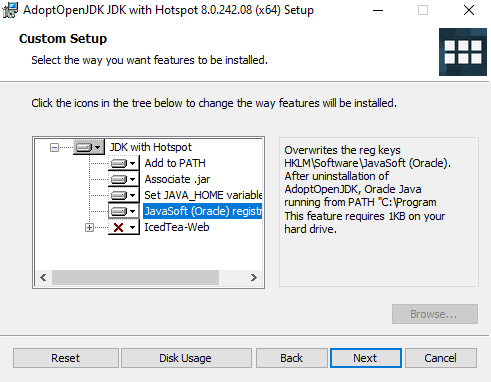 AdoptOpenJDK JDK with Hotspot 8.0.242.08 (x64) Setup
Custom Setup
Select the way you want features to be installed.
Click the icons in the tree below to change the way features will be installed.
JDK with Hotspot
Add to PATH
Associate .jar
Set JAVA_HOME variable
JavaSoft (Oracle) registr
IcedTea-Web
Overwrites the reg keys
HKLM\Software\JavaSoft (Oracle).
After uninstallation of
AdoptOpenJDK, Oracle Java
running from PATH "C:\Program
This feature requires 1KB on your
hard drive.
Browse...
Reset
Disk Usage
Back
Next
Cancel